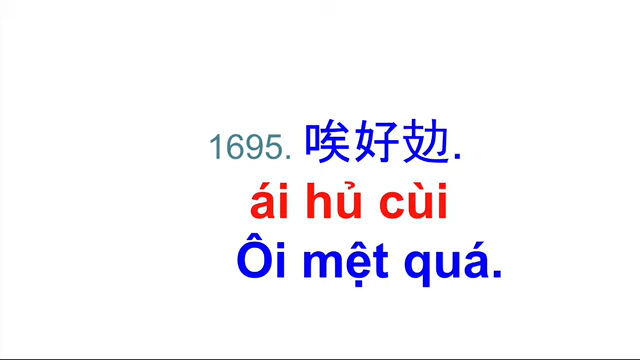 1695. 唉好攰.
ái hủ cùi
Ôi mệt quá.